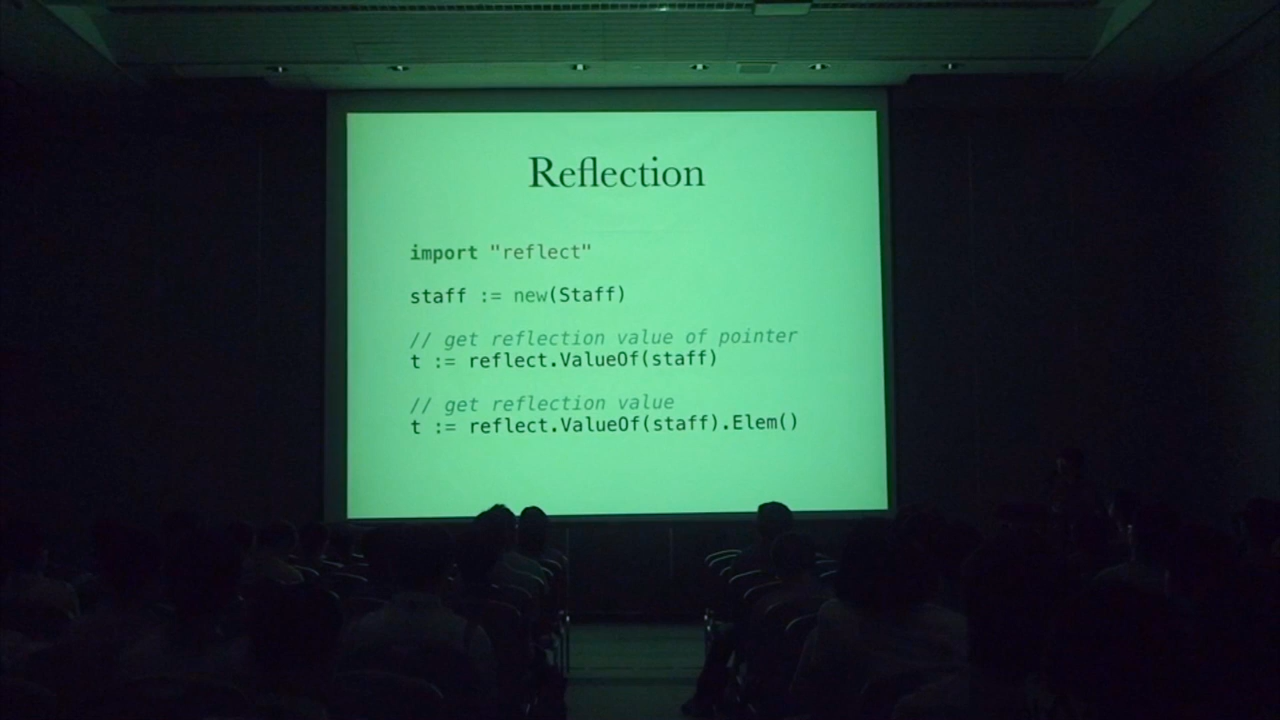 Reflection
import "reflect"
staff := new(Staff)
// get reflection value of pointer
t := reflect.ValueOf(staff)
// get reflection value
t := reflect.ValueOf(staff).Elem()